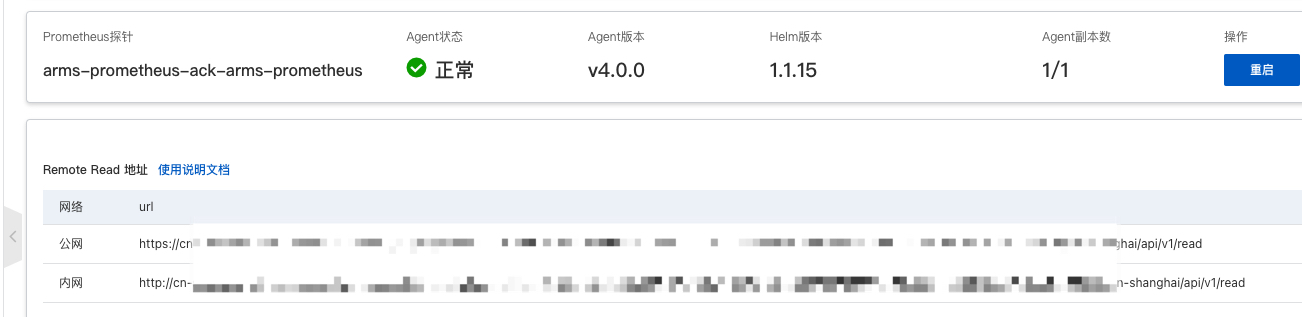 Prometheus探针 Agent状态 Agent版本 Helm版本 Agent副本数 操作
arms-prometheus-ack-arms-prometheus 正常 v4.0.0 1.1.15 1/1 重启
Remote Read 地址 使用说明文档
网络 url
公网 https://cn hai/api/v1/read
内网 http://cn- n-shanghai/api/v1/read